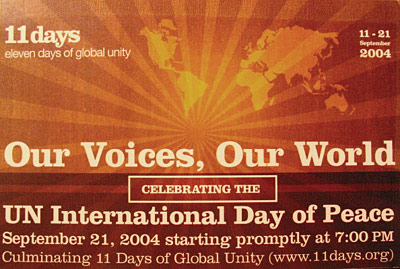 11days
eleven days of global unity
11 - 21
September
2004
Our Voices, Our World
CELEBRATING THE
UN International Day of Peace
September 21, 2004 starting promptly at 7:00 PM
Culminating 11 Days of Global Unity (www.11days.org)